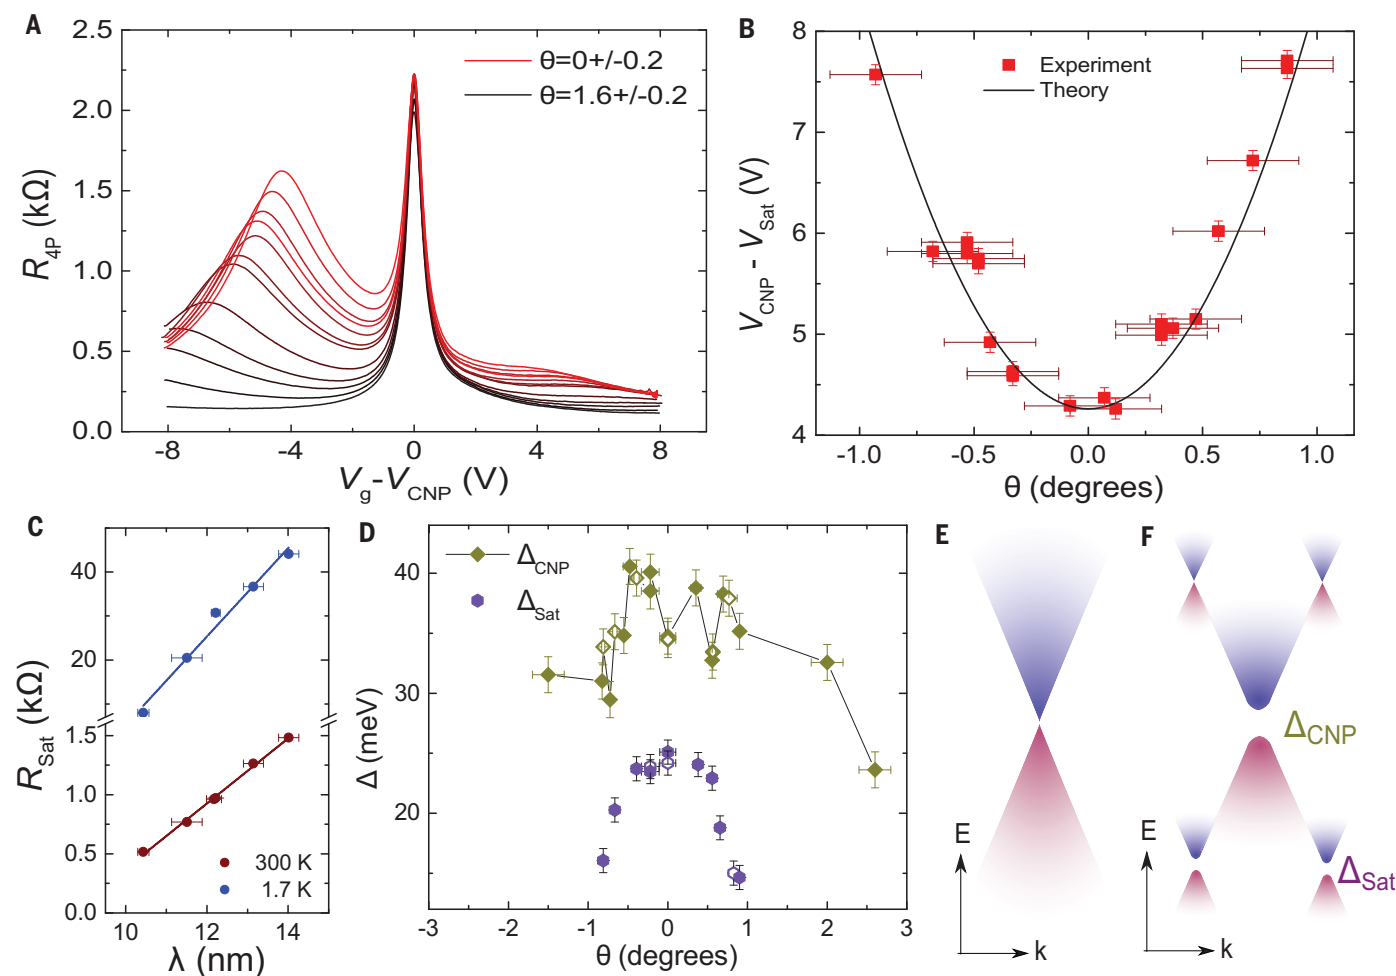 A
R4P (kΩ)
2.5
2.0
1.5
1.0
0.5
0.0
θ=0+/-0.2
θ=1.6+/-0.2
-8 -4 0 4 8
Vg-VCNP (V)
B
VCNP - VSat (V)
8
7
6
5
4
Experiment
Theory
-1.0 -0.5 0.0 0.5 1.0
θ (degrees)
C
RSat (kΩ)
40
20
1.5
1.0
0.5
0.0
300 K
1.7 K
10 12 14
λ (nm)
D
Δ (meV)
40
30
20
ΔCNP
ΔSat
-3 -2 -1 0 1 2 3
θ (degrees)
E
E
k
F
ΔCNP
ΔSat
E
k